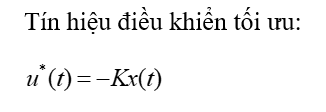 Tín hiệu điều khiển tối ưu:
u*(t) = −Kx(t)